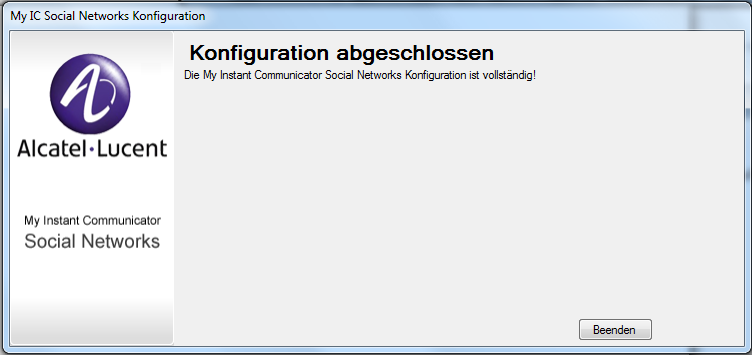 My IC Social Networks Konfiguration
Konfiguration abgeschlossen
Die My Instant Communicator Social Networks Konfiguration ist vollständig!
Alcatel·Lucent
My Instant Communicator
Social Networks
Beenden